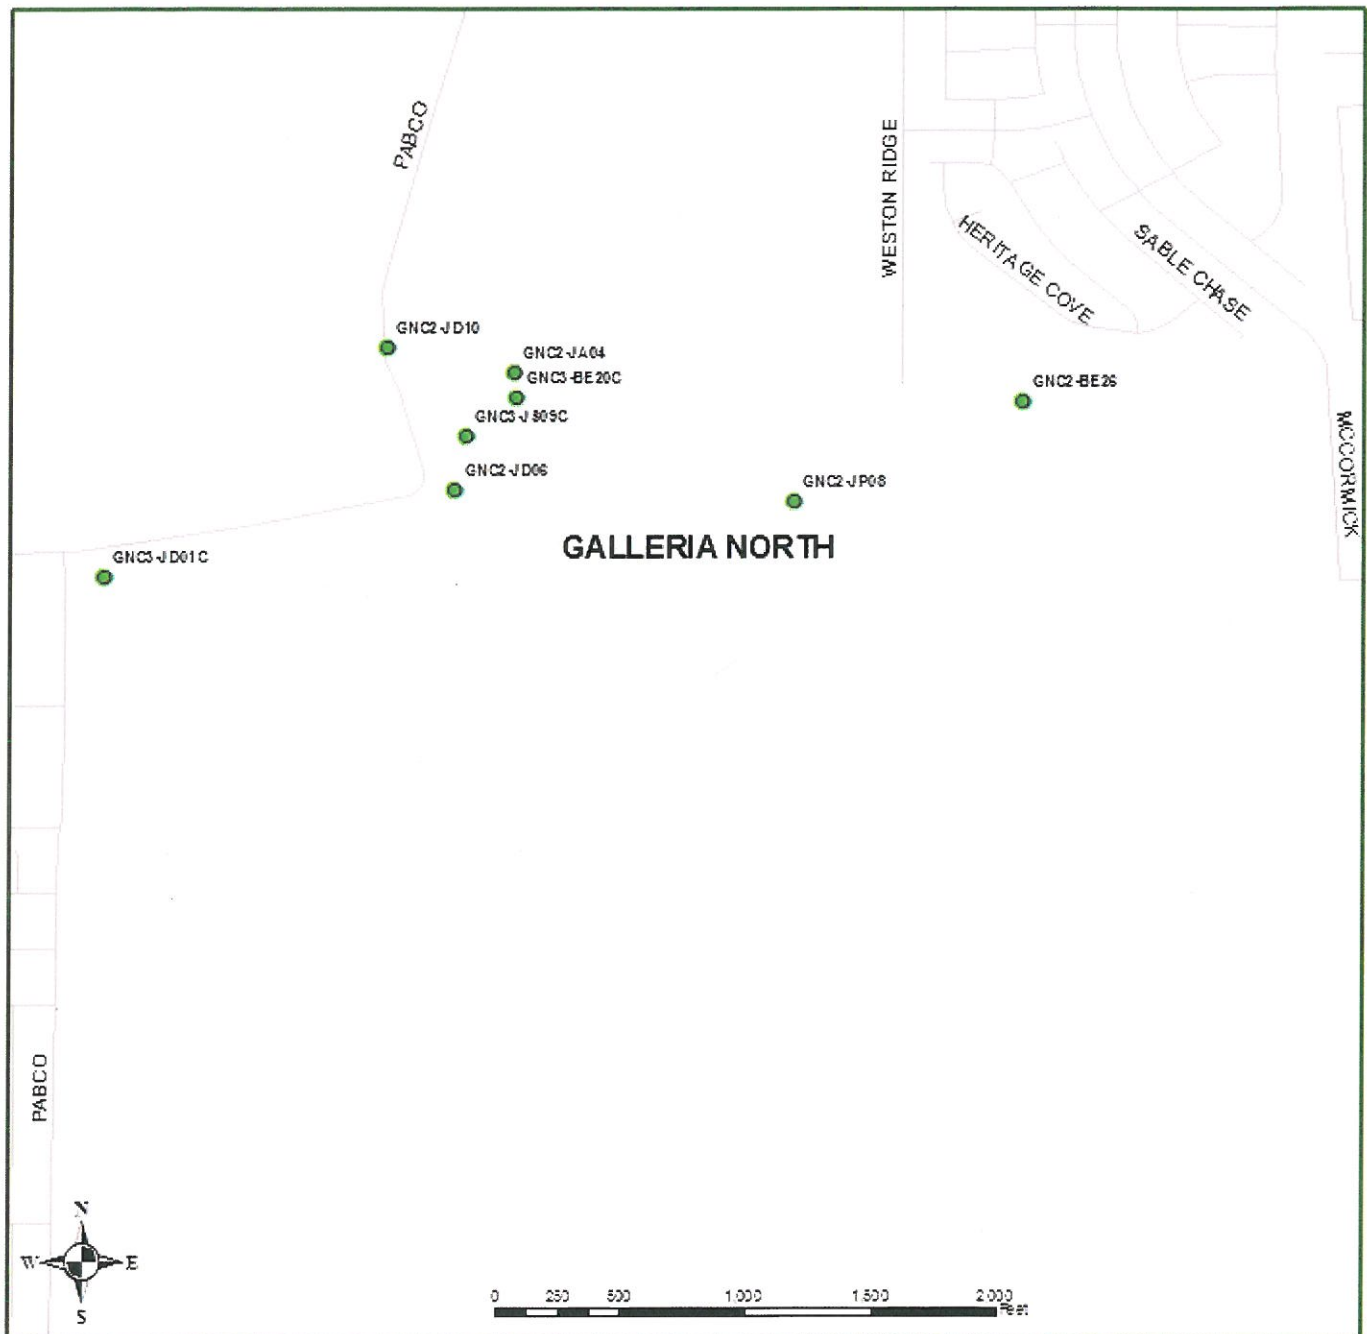 PABCO
WESTON RIDGE
HERITAGE COVE
SABLE CHASE
GNC2-JD10
GNC2-JA04
GNC3-BE20C
GNC2-BE26
GNC3-JS09C
MCCORMICK
GNC2-JD06
GNC2-JP08
GALLERIA NORTH
GNC3-JD01C
PABCO
N
W E
S
0 250 500 1,000 1,500 2,000
Feet